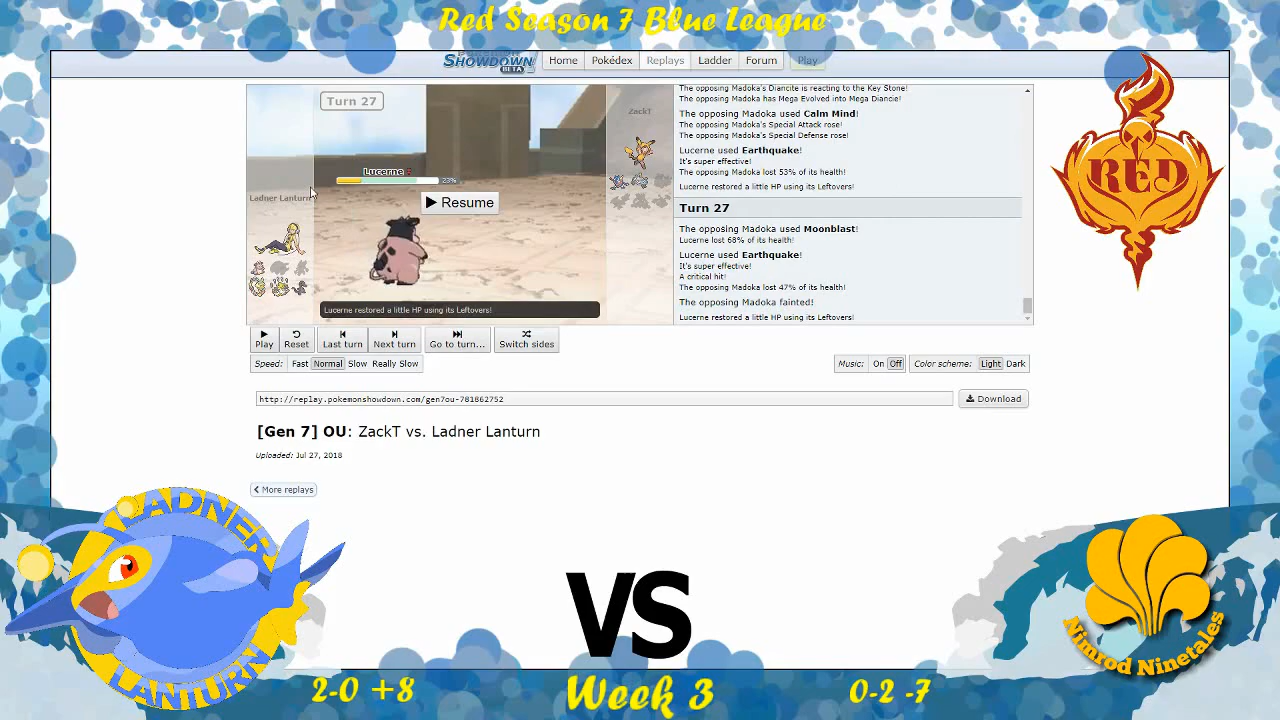 Red Season 7 Blue League
SHOWDOWN
BETA
Home
Pokédex
Replays
Ladder
Forum
Play
Turn 27
ZackT
Lucerne
23%
Ladner Lanturn
Resume
Lucerne restored a little HP using its Leftovers!
The opposing Madoka's Diancite is reacting to the Key Stone!
The opposing Madoka has Mega Evolved into Mega Diancie!
The opposing Madoka used Calm Mind!
The opposing Madoka's Special Attack rose!
The opposing Madoka's Special Defense rose!
Lucerne used Earthquake!
It's super effective!
The opposing Madoka lost 53% of its health!
Lucerne restored a little HP using its Leftovers!
Turn 27
The opposing Madoka used Moonblast!
Lucerne lost 68% of its health!
Lucerne used Earthquake!
It's super effective!
A critical hit!
The opposing Madoka lost 47% of its health!
The opposing Madoka fainted!
Lucerne restored a little HP using its Leftovers!
Play
Reset
Last turn
Next turn
Go to turn...
Switch sides
Speed: Fast Normal Slow Really Slow
Music: On Off
Color scheme: Light Dark
http://replay.pokemonshowdown.com/gen7ou-781862752
Download
[Gen 7] OU: ZackT vs. Ladner Lanturn
Uploaded: Jul 27, 2018
More replays
RED
LADNER
LANTURN
VS
Nimrod Ninetales
2-0 +8
Week 3
0-2 -7